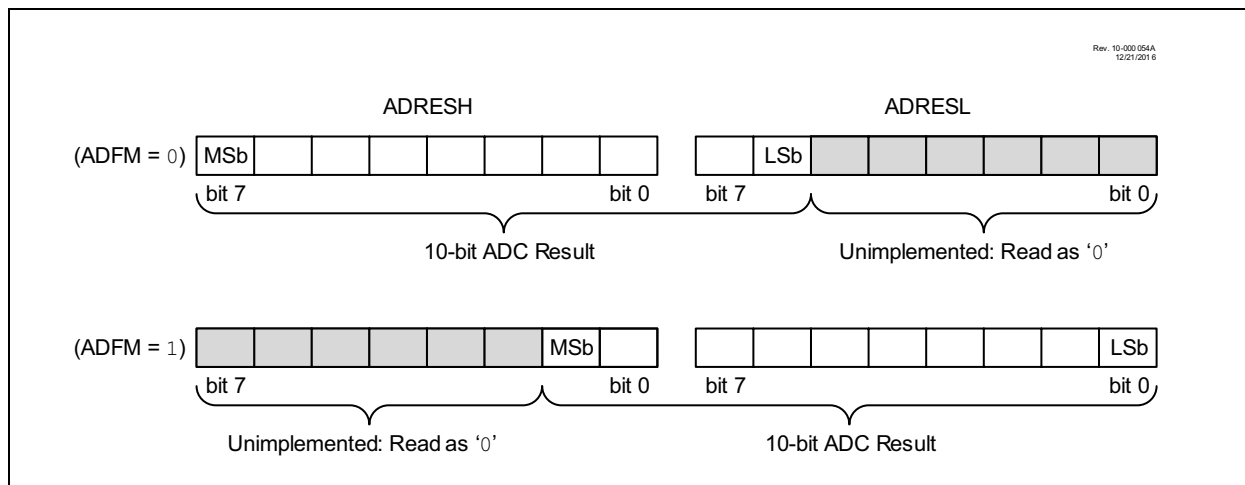 Rev. 10-000 054A
12/21/201 6
ADRESH ADRESL
(ADFM = 0) MSb LSb
bit 7 bit 0 bit 7 bit 0
10-bit ADC Result Unimplemented: Read as ‘0’
(ADFM = 1) MSb LSb
bit 7 bit 0 bit 7 bit 0
Unimplemented: Read as ‘0’ 10-bit ADC Result